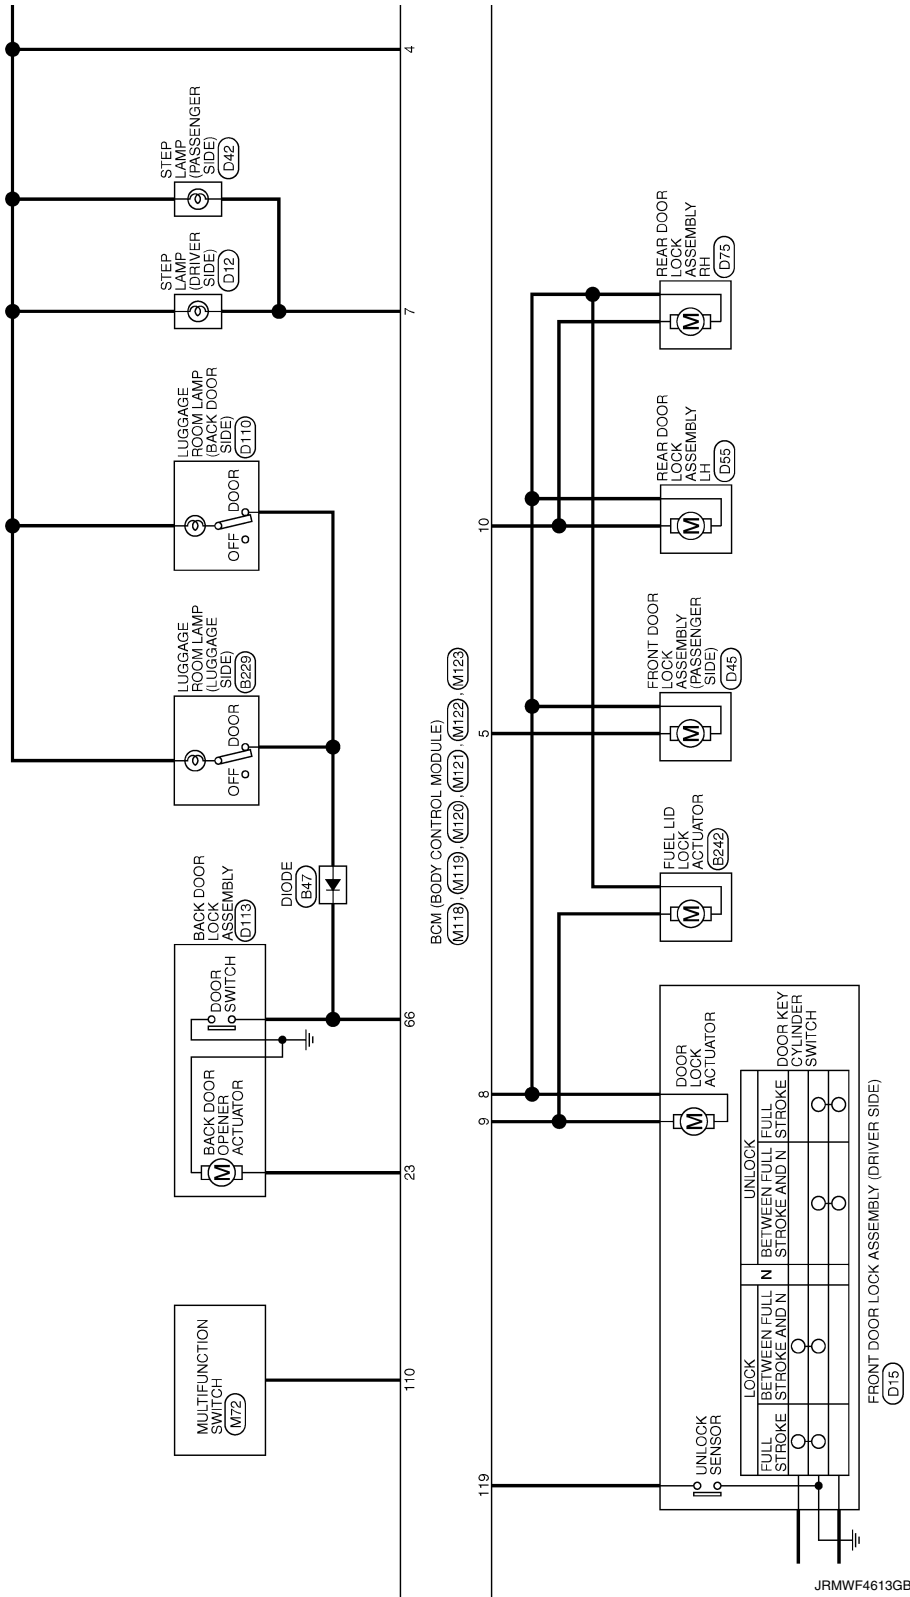 4
STEP
LAMP
(PASSENGER
SIDE)
D42
STEP
LAMP
(DRIVER
SIDE)
D12
7
LUGGAGE
ROOM LAMP
(BACK DOOR
SIDE)
D110
OFF
DOOR
LUGGAGE
ROOM LAMP
(LUGGAGE
SIDE)
B229
OFF
DOOR
DIODE
B47
BACK DOOR
LOCK
ASSEMBLY
D113
DOOR
SWITCH
BACK DOOR
OPENER
ACTUATOR
M
66
23
MULTIFUNCTION
SWITCH
M72
110
BCM (BODY CONTROL MODULE)
M118 , M119 , M120 , M121 , M122 , M123
REAR DOOR
LOCK
ASSEMBLY
RH
D75
M
REAR DOOR
LOCK
ASSEMBLY
LH
D55
M
10
FRONT DOOR
LOCK
ASSEMBLY
(PASSENGER
SIDE)
D45
M
5
FUEL LID
LOCK
ACTUATOR
B242
M
8
9
DOOR
LOCK
ACTUATOR
M
119
UNLOCK
SENSOR
LOCK
N
UNLOCK
FULL
STROKE
BETWEEN FULL
STROKE AND N
BETWEEN FULL
STROKE AND N
FULL
STROKE
DOOR KEY
CYLINDER
SWITCH
FRONT DOOR LOCK ASSEMBLY (DRIVER SIDE)
D15
JRMWF4613GB